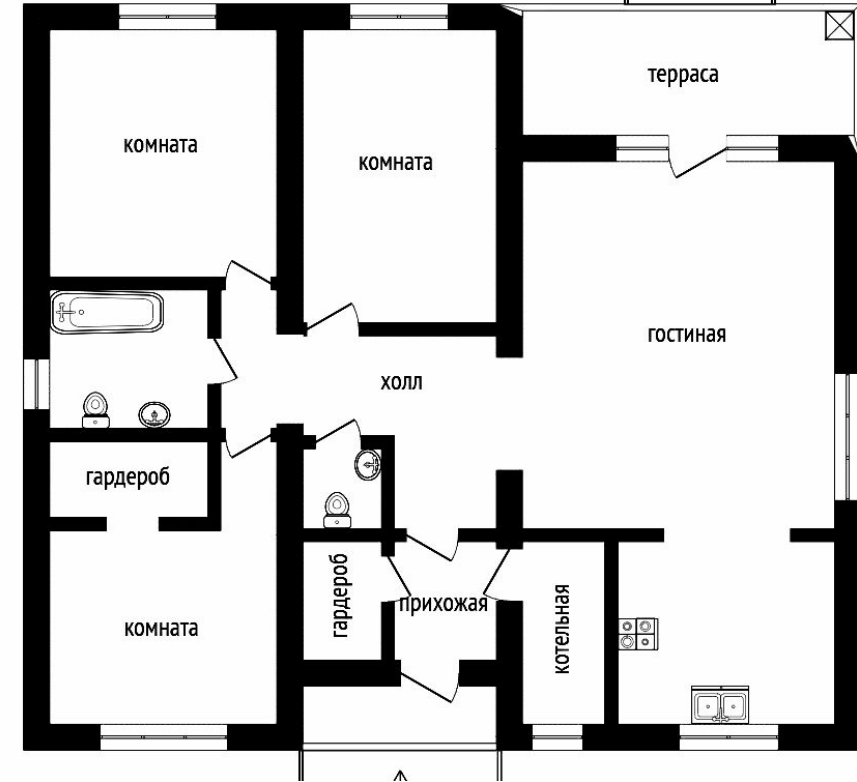 терраса
комната
комната
гостиная
холл
гардероб
гардероб
прихожая
котельная
комната